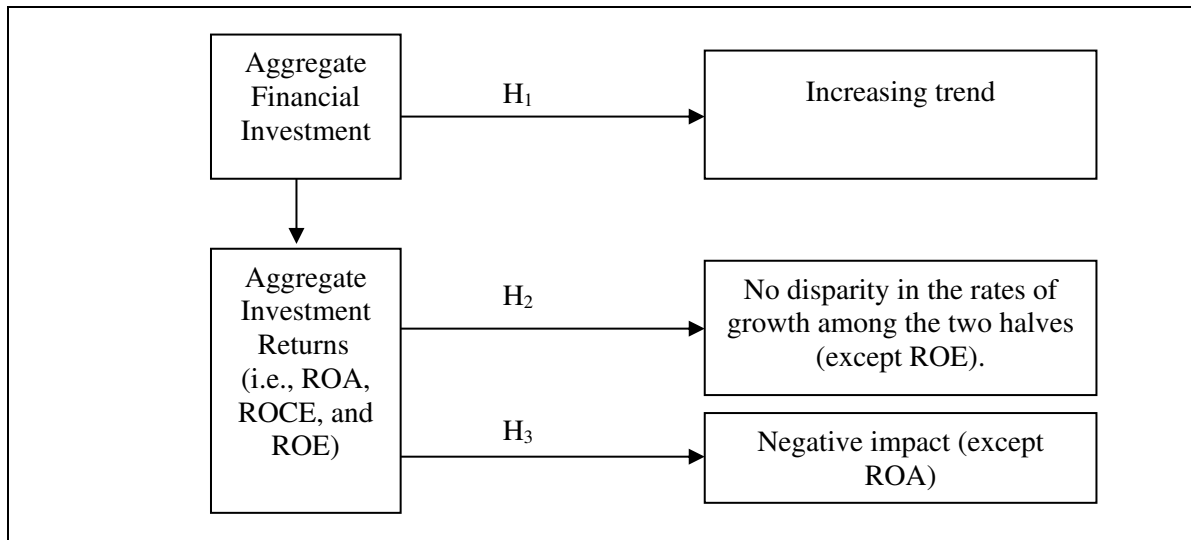 Aggregate
Financial
Investment
H₁
Increasing trend
Aggregate
Investment
Returns
(i.e., ROA,
ROCE, and
ROE)
H₂
No disparity in the rates of
growth among the two halves
(except ROE).
H₃
Negative impact (except
ROA)